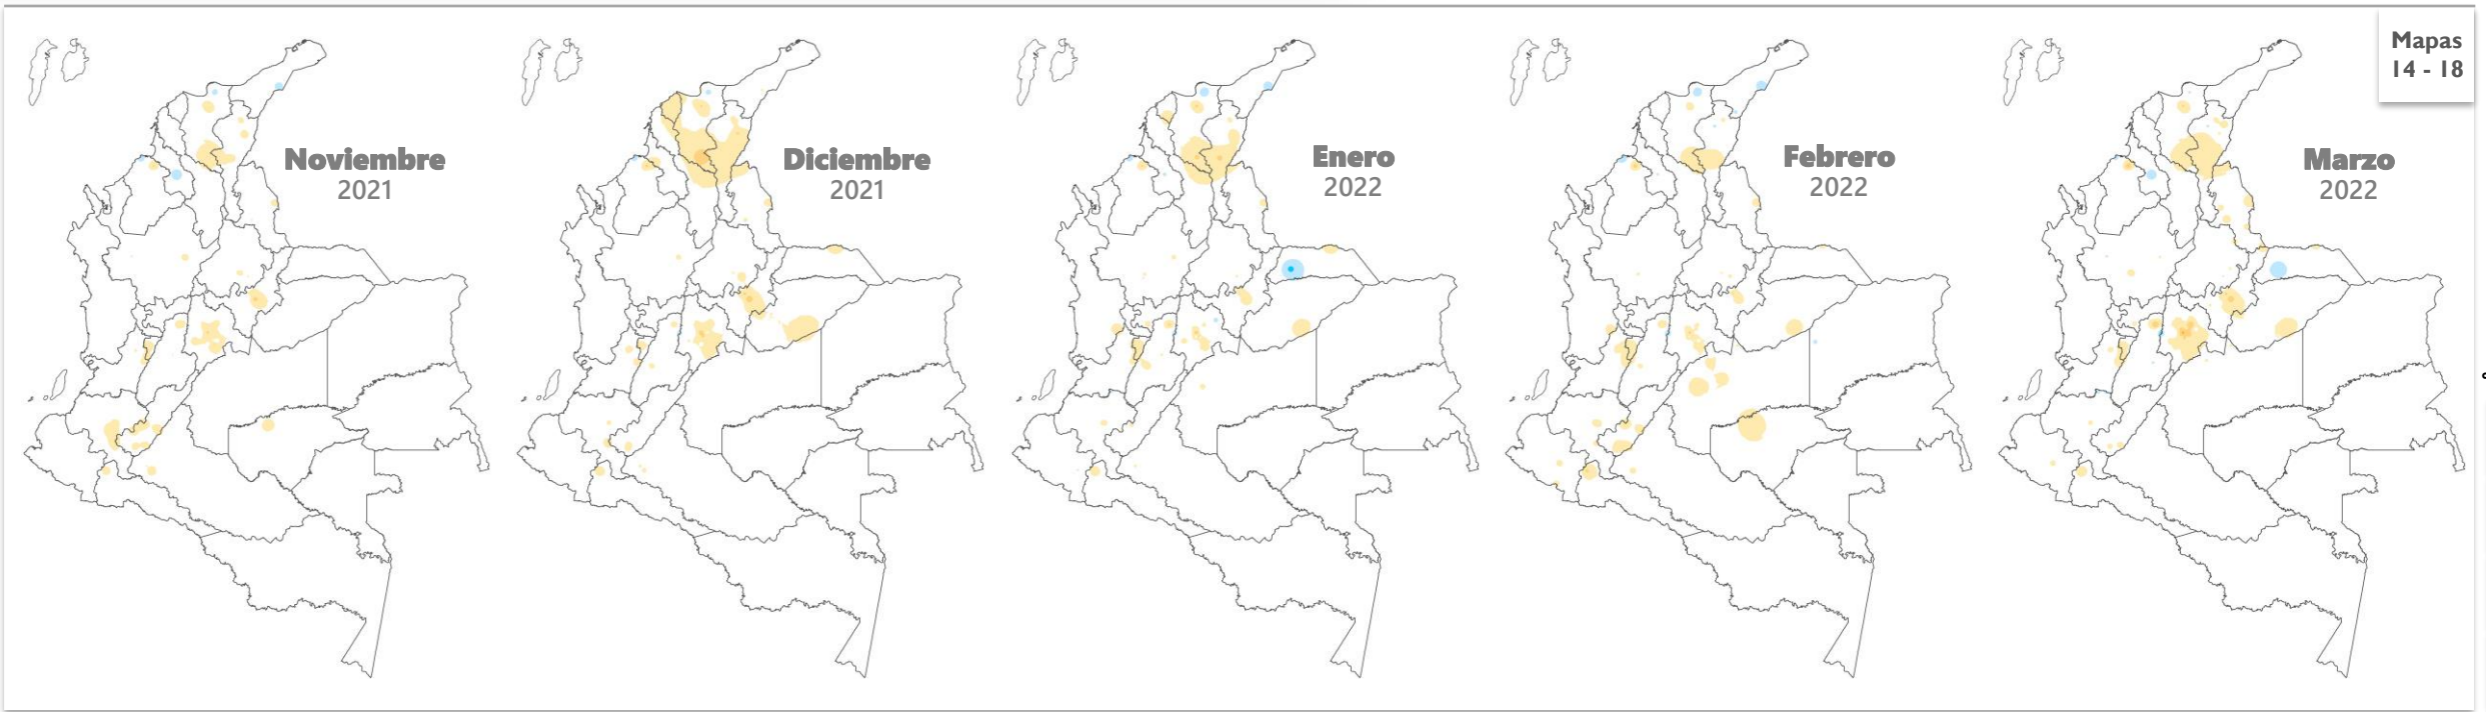 Mapas
14 - 18
Noviembre
2021
Diciembre
2021
Enero
2022
Febrero
2022
Marzo
2022